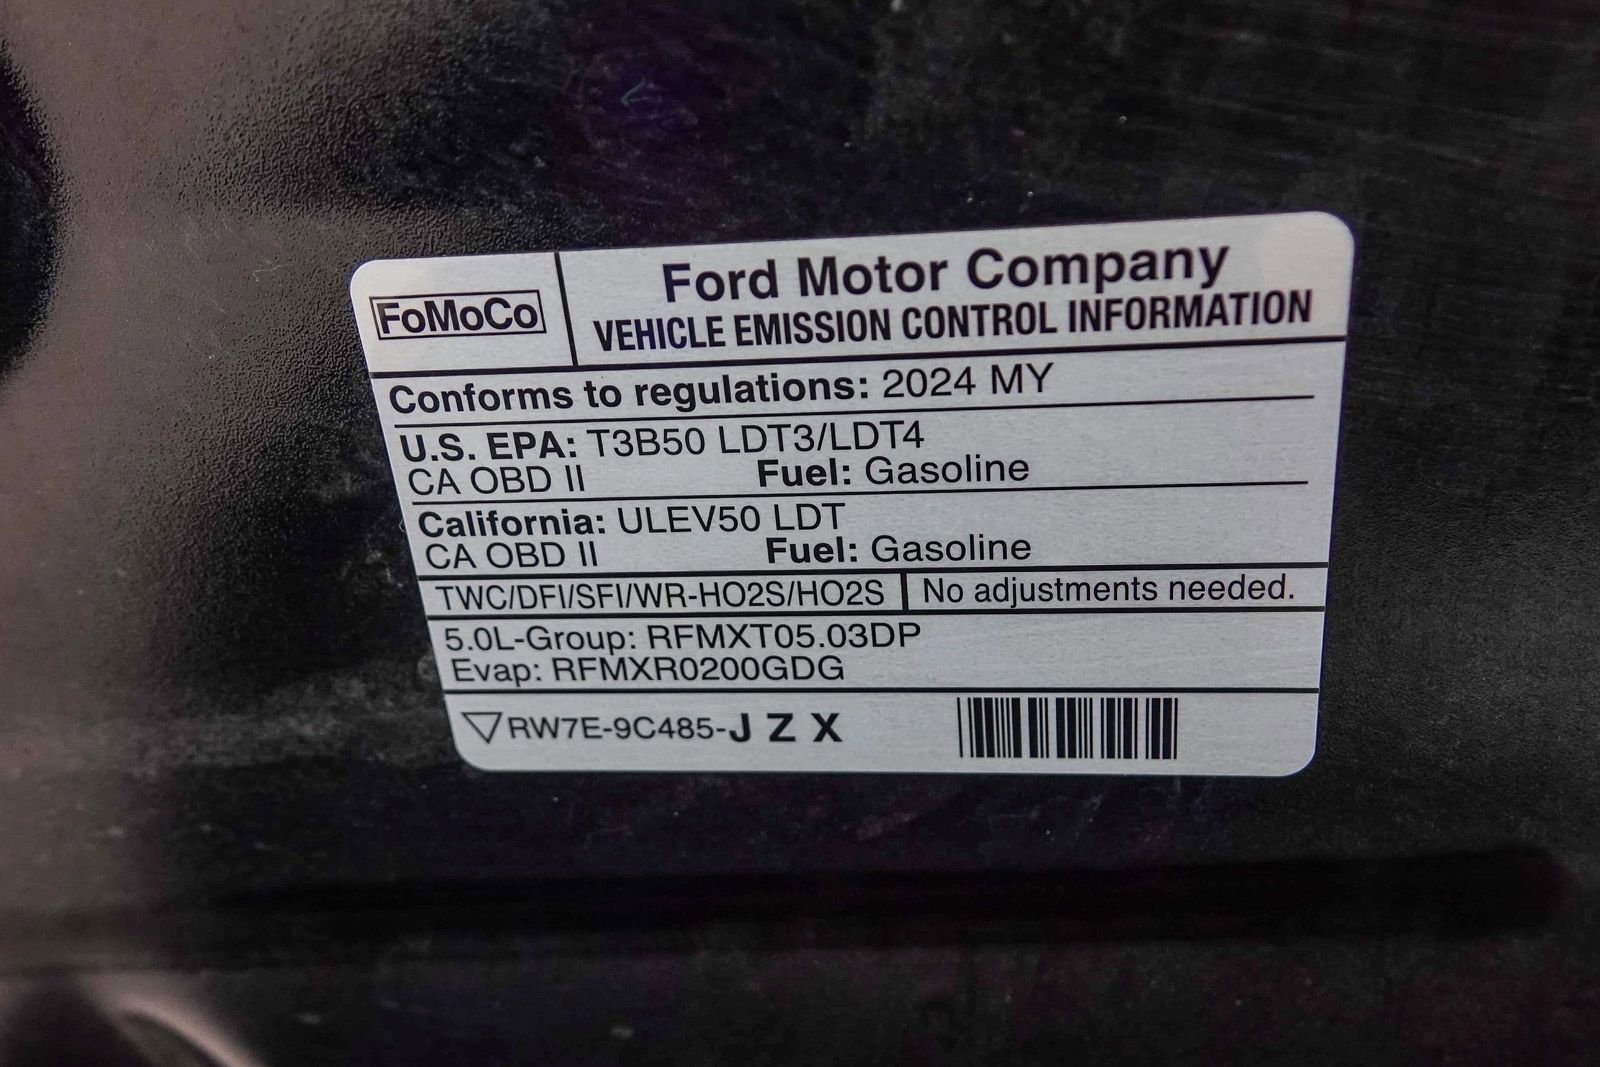 FoMoCo
Ford Motor Company
VEHICLE EMISSION CONTROL INFORMATION
Conforms to regulations: 2024 MY
U.S. EPA: T3B50 LDT3/LDT4
CA OBD II Fuel: Gasoline
California: ULEV50 LDT
CA OBD II Fuel: Gasoline
TWC/DFI/SFI/WR-HO2S/HO2S No adjustments needed.
5.0L-Group: RFMXT05.03DP
Evap: RFMXR0200GDG
RW7E-9C485-J Z X